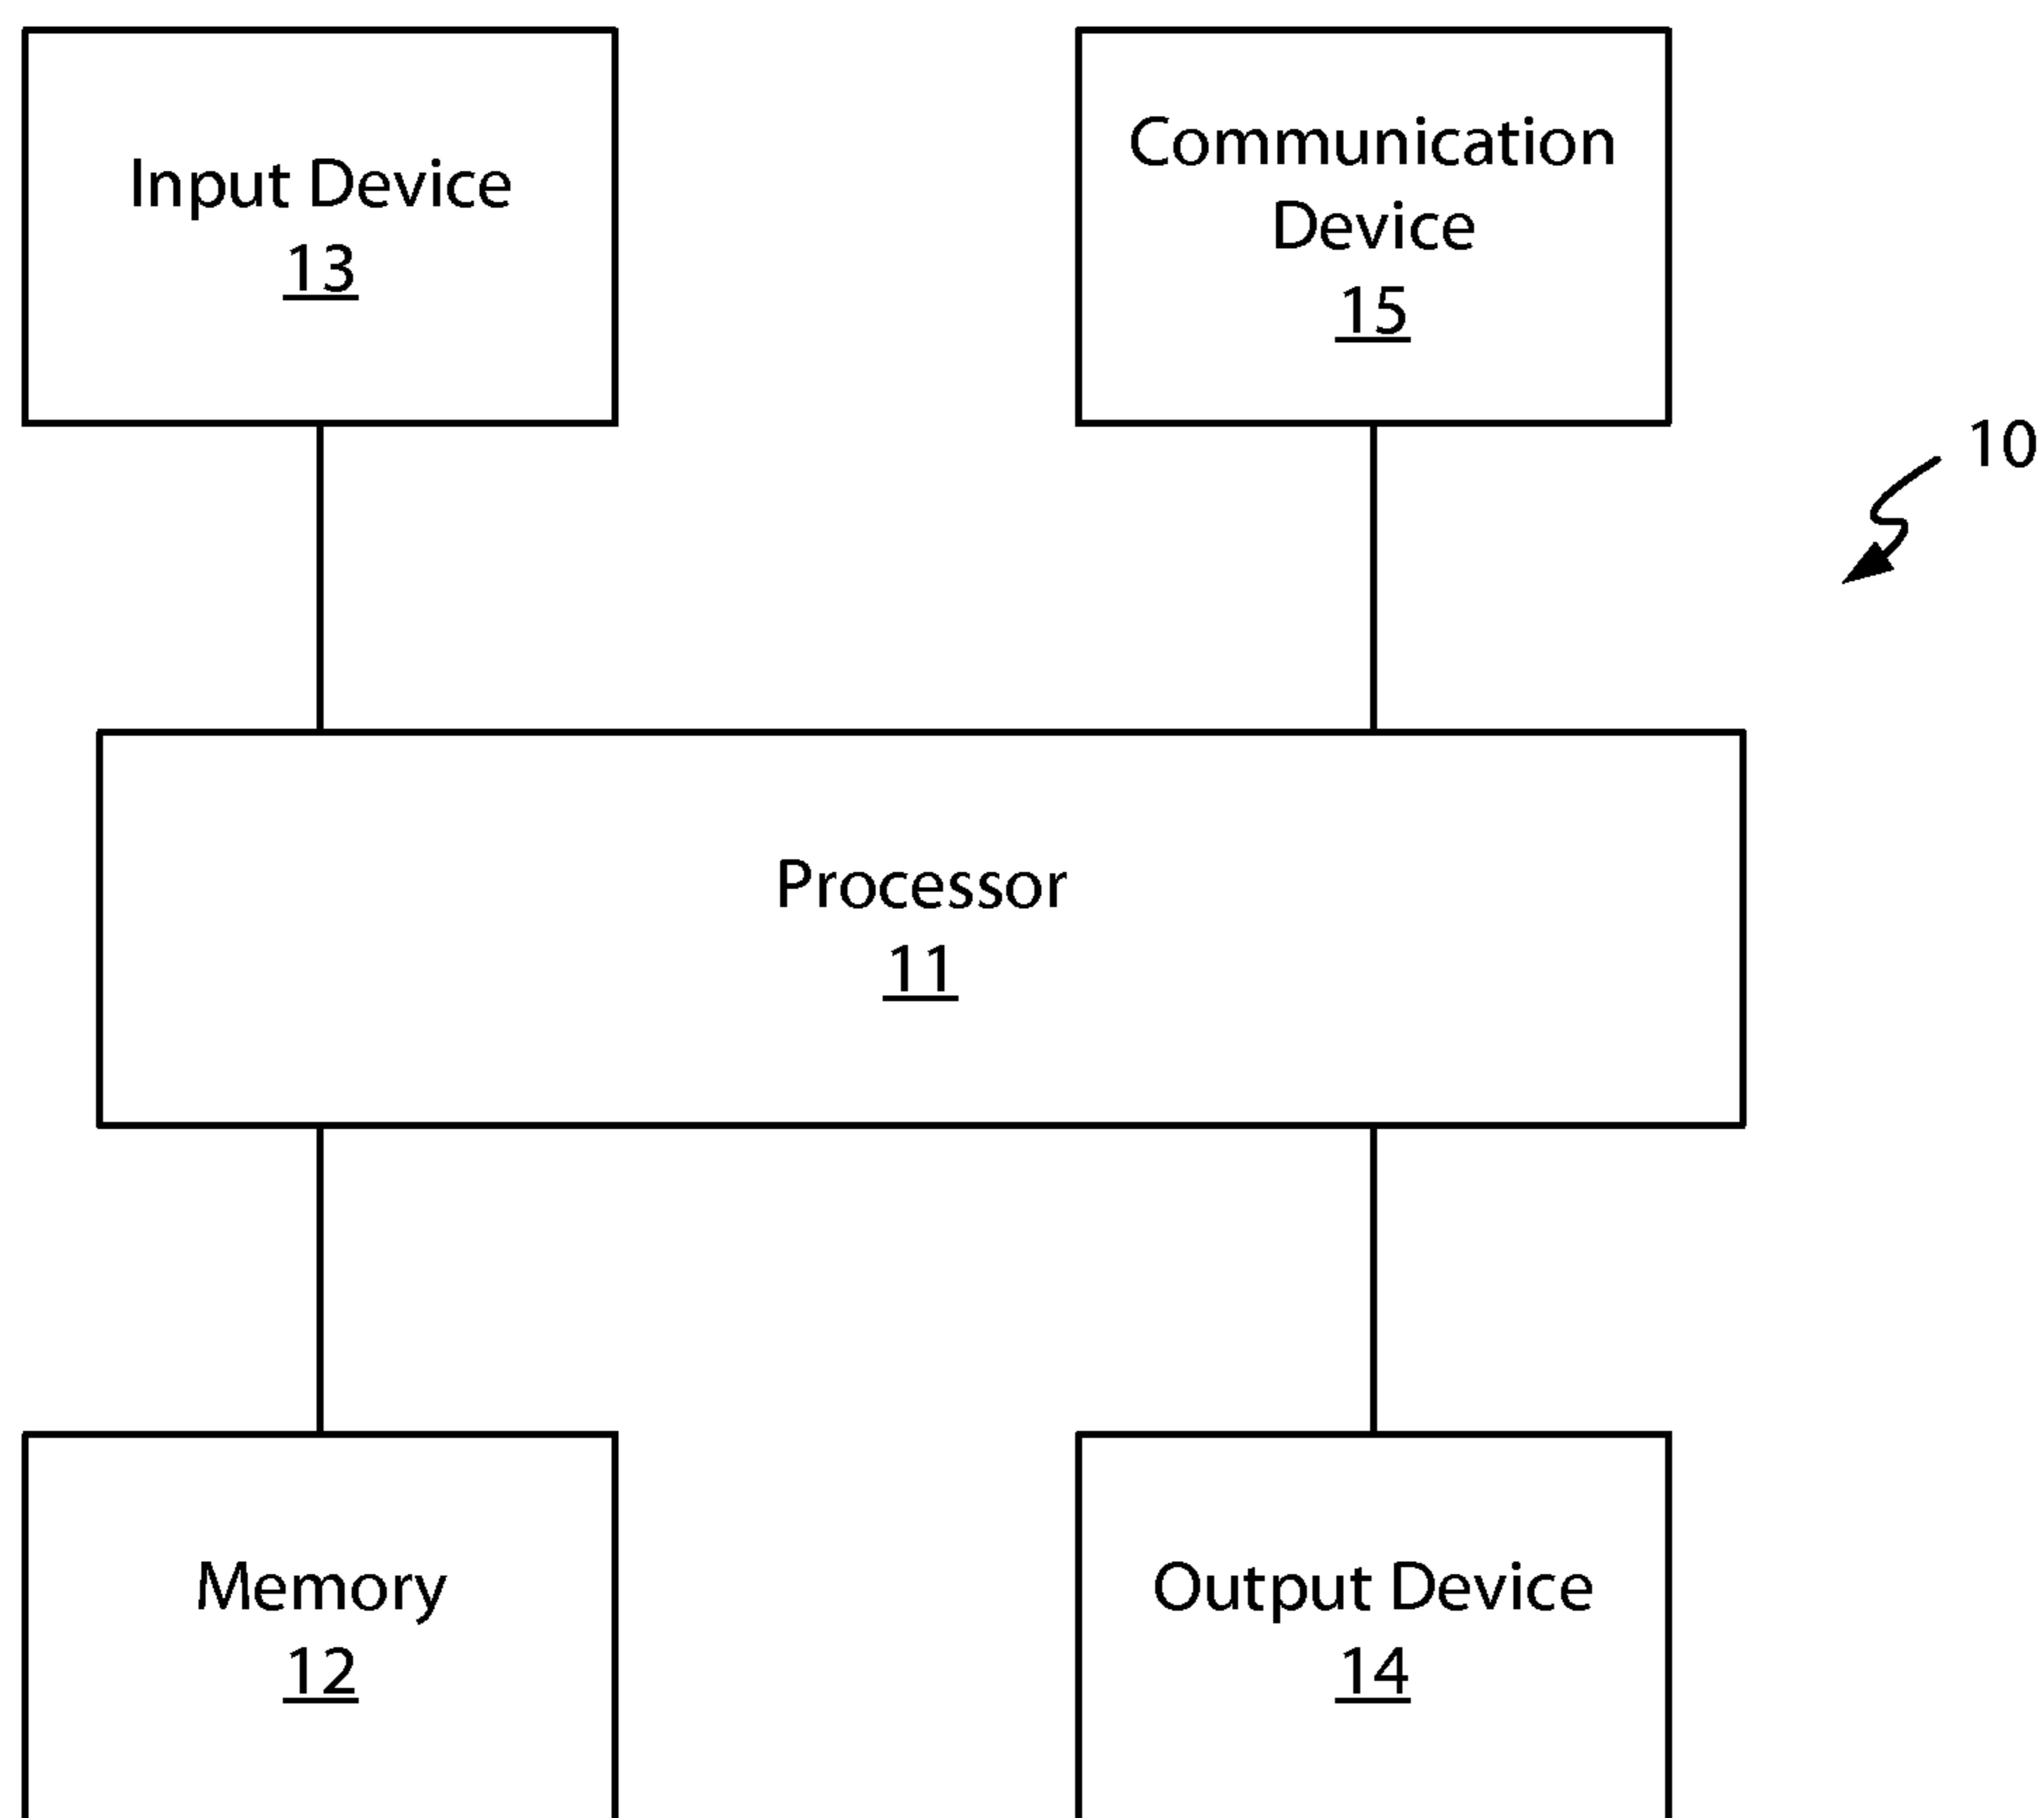 Input Device
13
Communication
Device
15
10
Processor
11
Memory
12
Output Device
14